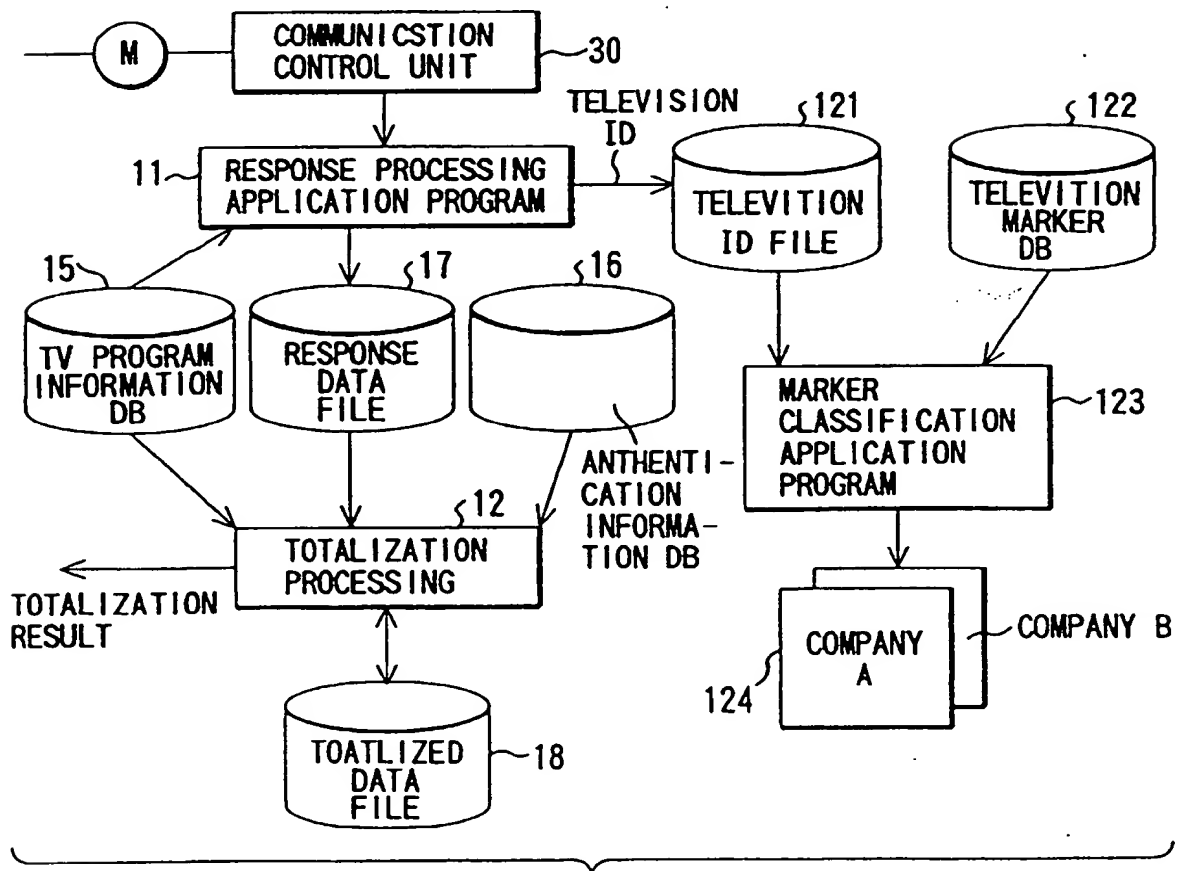 M
COMMUNICSTION
CONTROL UNIT
30
TELEVISION
ID
121
122
11
RESPONSE PROCESSING
APPLICATION PROGRAM
TELEVITION
ID FILE
TELEVITION
MARKER
DB
15
17
16
TV PROGRAM
INFORMATION
DB
RESPONSE
DATA
FILE
MARKER
CLASSIFICATION
APPLICATION
PROGRAM
123
ANTHENTI-
CATION
INFORMA-
TION DB
12
TOTALIZATION
PROCESSING
TOTALIZATION
RESULT
COMPANY
A
COMPANY B
124
TOATLIZED
DATA
FILE
18